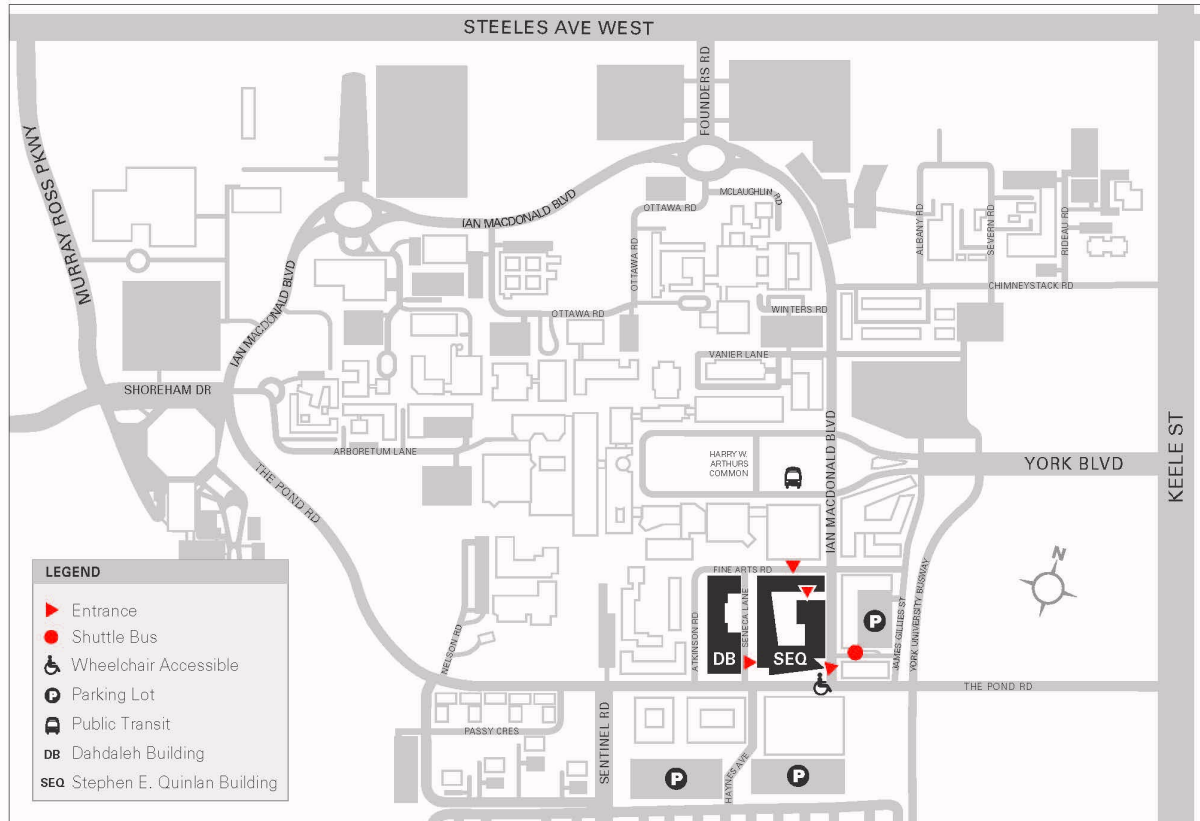 STEELES AVE WEST
FOUNDERS RD
MURRAY ROSS PKWY
IAN MACDONALD BLVD
MCLAUGHLIN RD
OTTAWA RD
ALBANY RD
SEVERN RD
RIDEAU RD
OTTAWA RD
IAN MACDONALD BLVD
CHIMNEYSTACK RD
OTTAWA RD
WINTERS RD
VANIER LANE
SHOREHAM DR
KEELE ST
ARBORETUM LANE
HARRY W.
ARTHURS
COMMON
IAN MACDONALD BLVD
YORK BLVD
THE POND RD
N
FINE ARTS RD
ATKINSON RD
SENECA LANE
JAMES GILLIES ST
YORK UNIVERSITY BUSWAY
P
DB
SEQ
NELSON RD
THE POND RD
PASSY CRES
SENTINEL RD
HAYNES AVE
P
P
LEGEND
Entrance
Shuttle Bus
Wheelchair Accessible
P Parking Lot
Public Transit
DB Dahdaleh Building
SEQ Stephen E. Quinlan Building